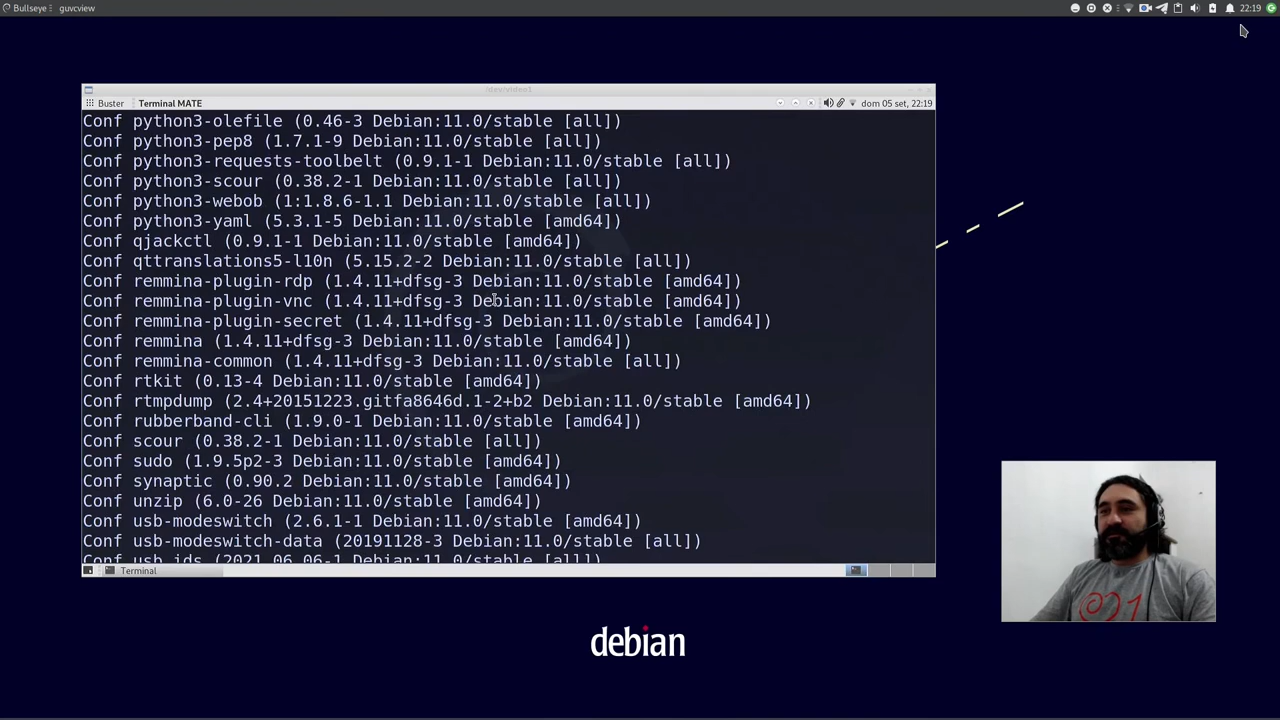 Bullseye guvcview 22:19
/dev/video1
Buster Terminal MATE dom 05 set, 22:19
Conf python3-olefile (0.46-3 Debian:11.0/stable [all])
Conf python3-pep8 (1.7.1-9 Debian:11.0/stable [all])
Conf python3-requests-toolbelt (0.9.1-1 Debian:11.0/stable [all])
Conf python3-scour (0.38.2-1 Debian:11.0/stable [all])
Conf python3-webob (1:1.8.6-1.1 Debian:11.0/stable [all])
Conf python3-yaml (5.3.1-5 Debian:11.0/stable [amd64])
Conf qjackctl (0.9.1-1 Debian:11.0/stable [amd64])
Conf qttranslations5-l10n (5.15.2-2 Debian:11.0/stable [all])
Conf remmina-plugin-rdp (1.4.11+dfsg-3 Debian:11.0/stable [amd64])
Conf remmina-plugin-vnc (1.4.11+dfsg-3 Debian:11.0/stable [amd64])
Conf remmina-plugin-secret (1.4.11+dfsg-3 Debian:11.0/stable [amd64])
Conf remmina (1.4.11+dfsg-3 Debian:11.0/stable [amd64])
Conf remmina-common (1.4.11+dfsg-3 Debian:11.0/stable [all])
Conf rtkit (0.13-4 Debian:11.0/stable [amd64])
Conf rtmpdump (2.4+20151223.gitfa8646d.1-2+b2 Debian:11.0/stable [amd64])
Conf rubberband-cli (1.9.0-1 Debian:11.0/stable [amd64])
Conf scour (0.38.2-1 Debian:11.0/stable [all])
Conf sudo (1.9.5p2-3 Debian:11.0/stable [amd64])
Conf synaptic (0.90.2 Debian:11.0/stable [amd64])
Conf unzip (6.0-26 Debian:11.0/stable [amd64])
Conf usb-modeswitch (2.6.1-1 Debian:11.0/stable [amd64])
Conf usb-modeswitch-data (20191128-3 Debian:11.0/stable [all])
Conf usb.ids (2021.06.06-1 Debian:11.0/stable [all])
Terminal
debian